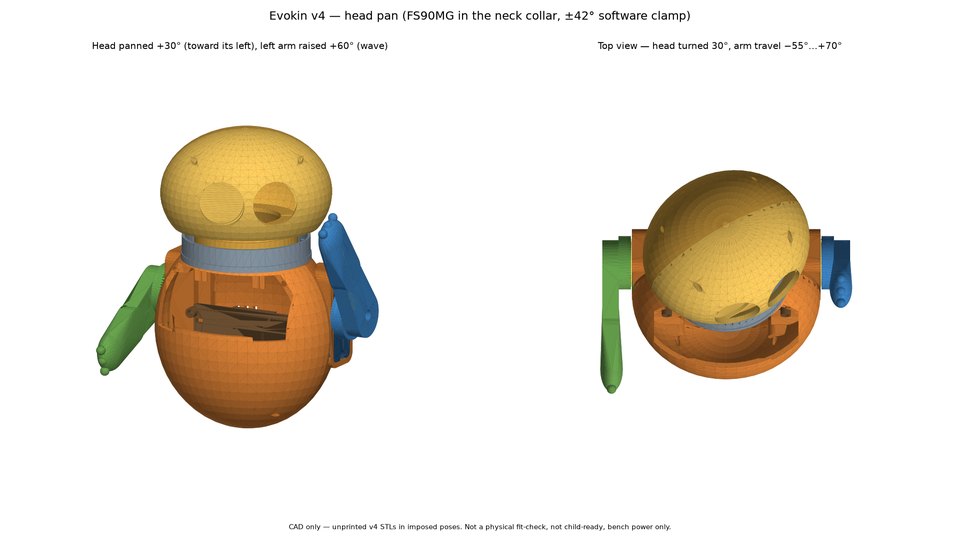 Evokin v4 — head pan (FS90MG in the neck collar, ±42° software clamp)
Head panned +30° (toward its left), left arm raised +60° (wave)
Top view — head turned 30°, arm travel −55°…+70°
CAD only — unprinted v4 STLs in imposed poses. Not a physical fit-check, not child-ready, bench power only.